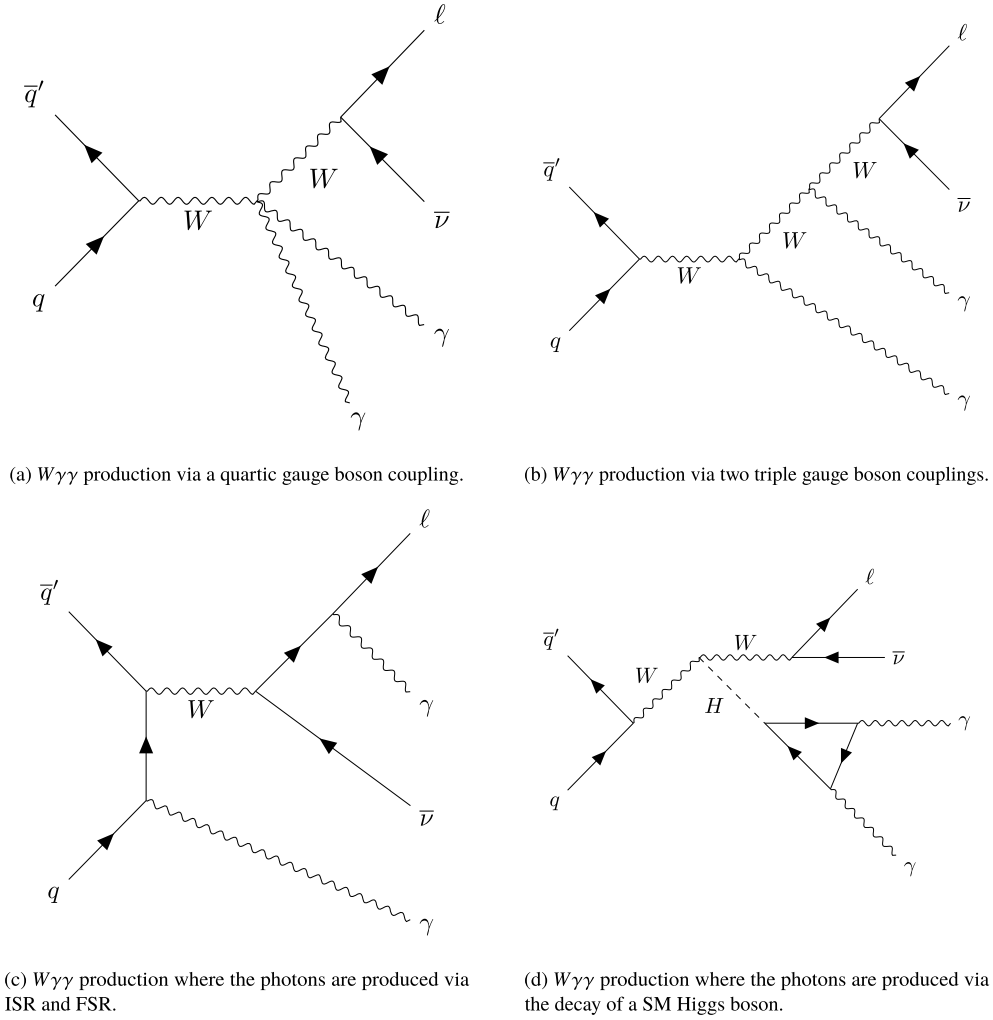 ℓ
q̅′
W
W
ν̅
q
γ
γ
(a) Wγγ production via a quartic gauge boson coupling.
ℓ
q̅′
W
W
ν̅
W
γ
q
γ
(b) Wγγ production via two triple gauge boson couplings.
ℓ
q̅′
W
γ
ν̅
q
γ
(c) Wγγ production where the photons are produced via
ISR and FSR.
ℓ
q̅′
W
ν̅
W
H
γ
q
γ
(d) Wγγ production where the photons are produced via
the decay of a SM Higgs boson.